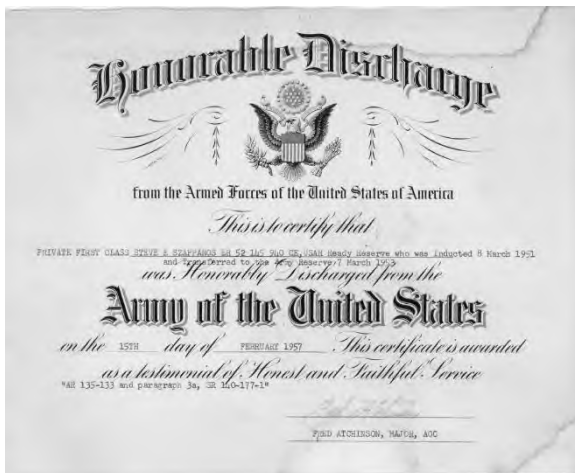 Honorable Discharge
from the Armed Forces of the United States of America
This is to certify that
PRIVATE FIRST CLASS STEVE E SZAPPANOS ER 52 145 940 CE, USAR Ready Reserve who was Inducted 8 March 1951
and Transferred to the Army Reserve 7 March 1953
was Honorably Discharged from the
Army of the United States
on the 15TH day of FEBRUARY 1957 This certificate is awarded
as a testimonial of Honest and Faithful Service
"AR 135-133 and paragraph 3a, SR 140-177-1"
FRED ATCHINSON, MAJOR, AGC